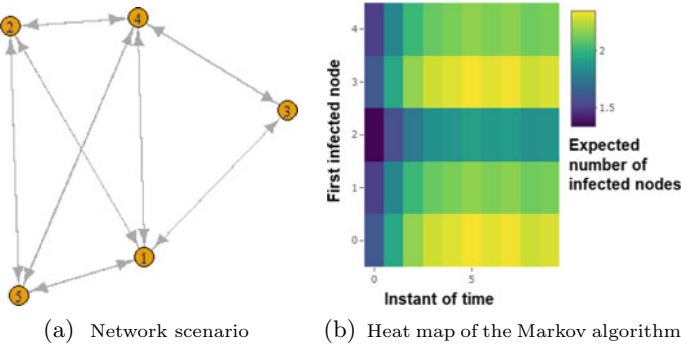 2
4
3
1
5
First infected node
4
3
2
1
0
0
5
Instant of time
2
1.5
Expected
number of
infected nodes
(a) Network scenario
(b) Heat map of the Markov algorithm